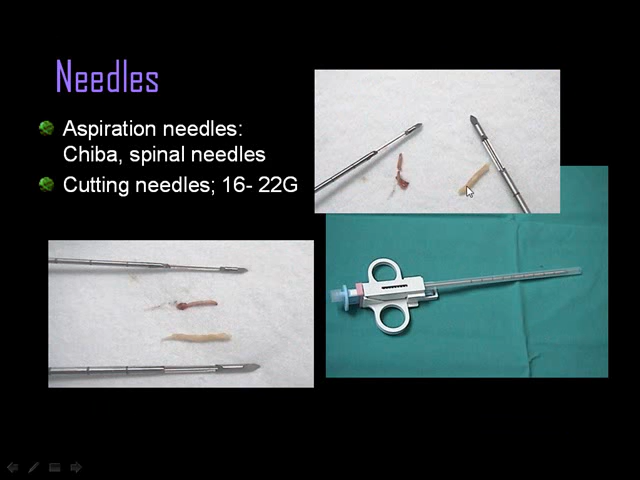 Needles
Aspiration needles:
Chiba, spinal needles
Cutting needles; 16- 22G